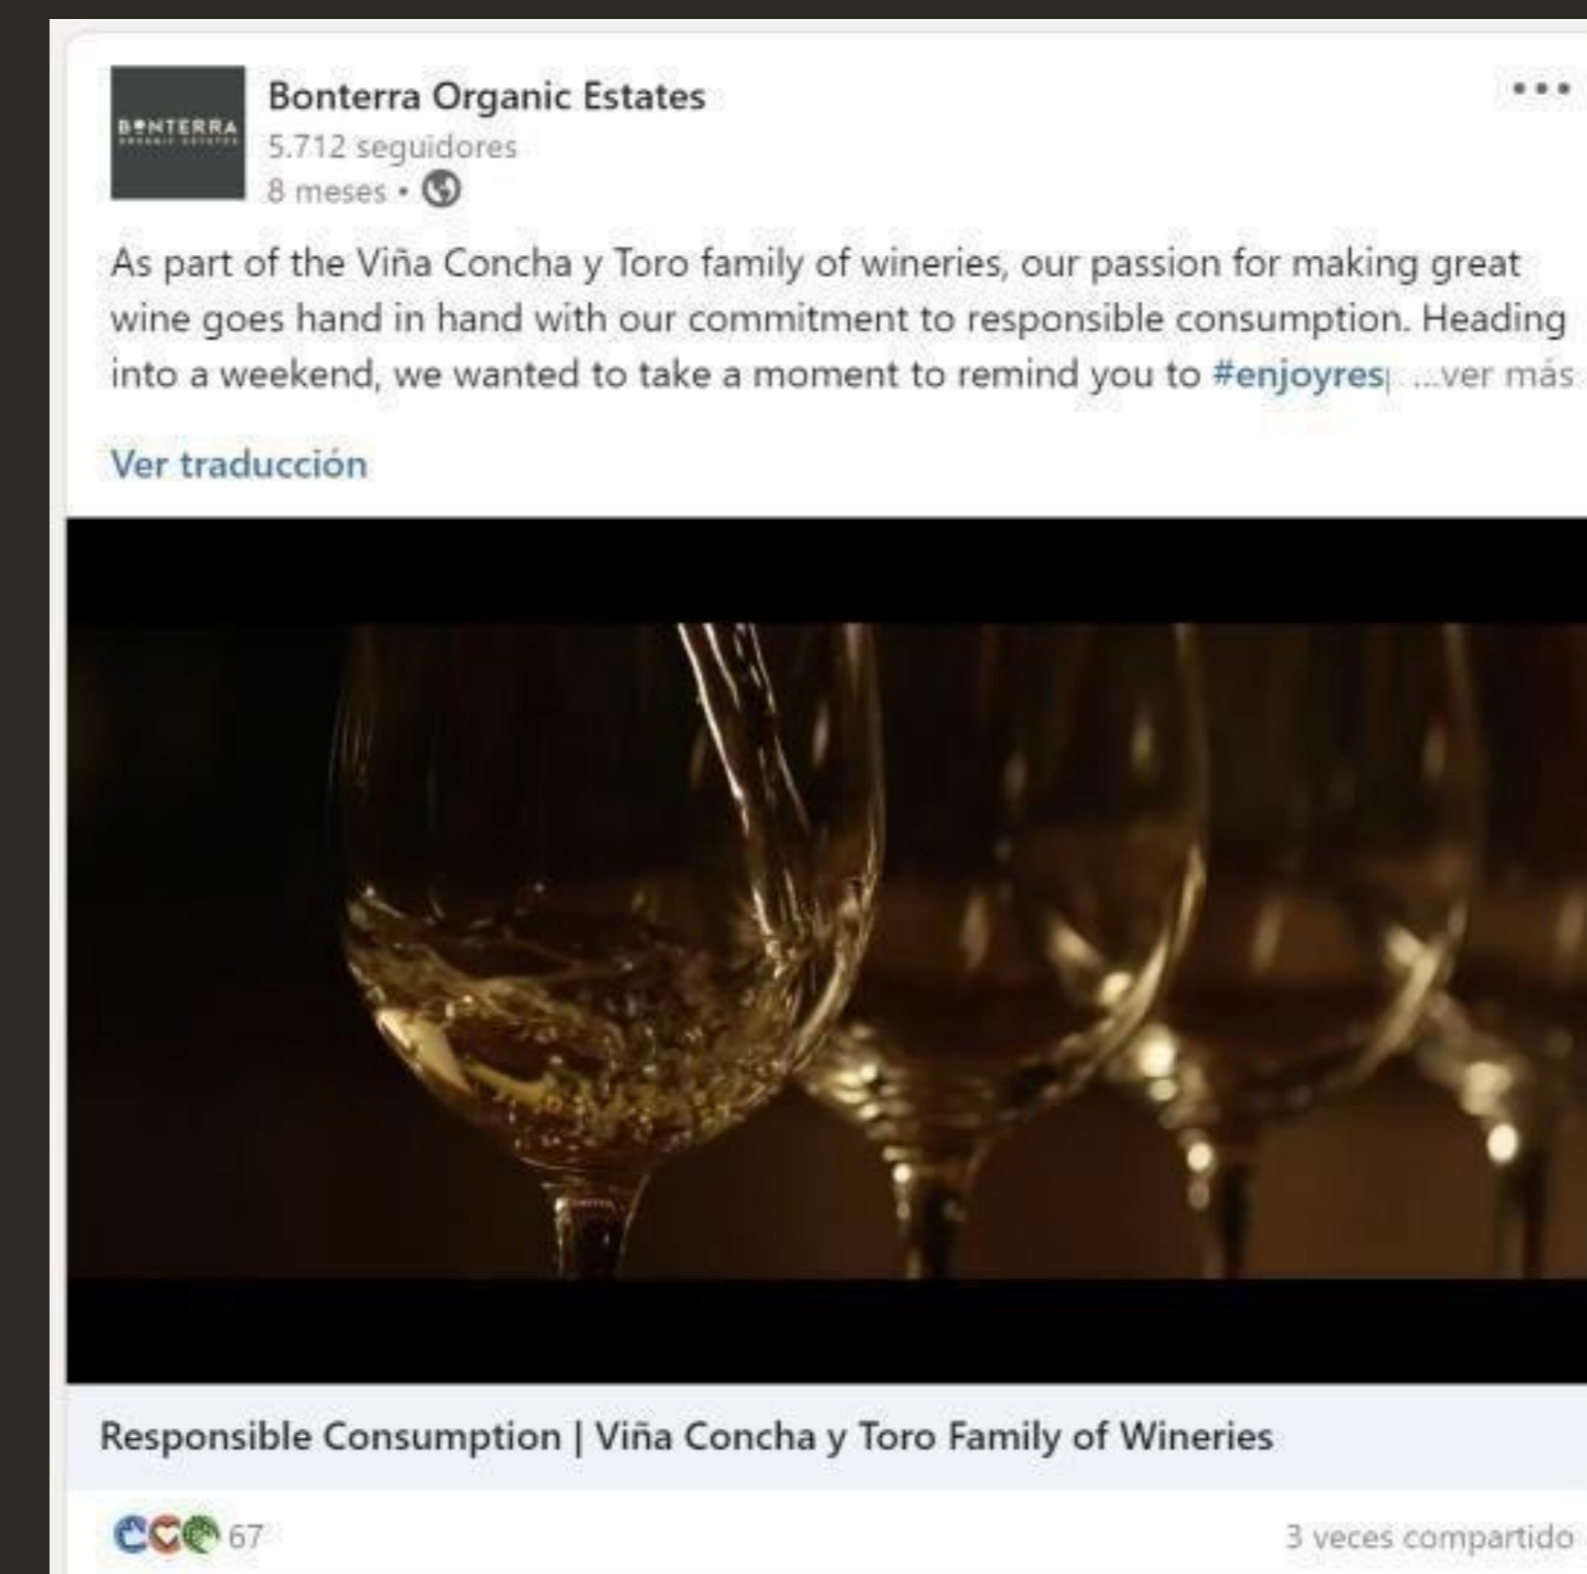 BONTERRA
ORGANIC ESTATES
Bonterra Organic Estates
5.712 seguidores
8 meses •
As part of the Viña Concha y Toro family of wineries, our passion for making great
wine goes hand in hand with our commitment to responsible consumption. Heading
into a weekend, we wanted to take a moment to remind you to #enjoyres ...ver más
Ver traducción
Responsible Consumption | Viña Concha y Toro Family of Wineries
67
3 veces compartido